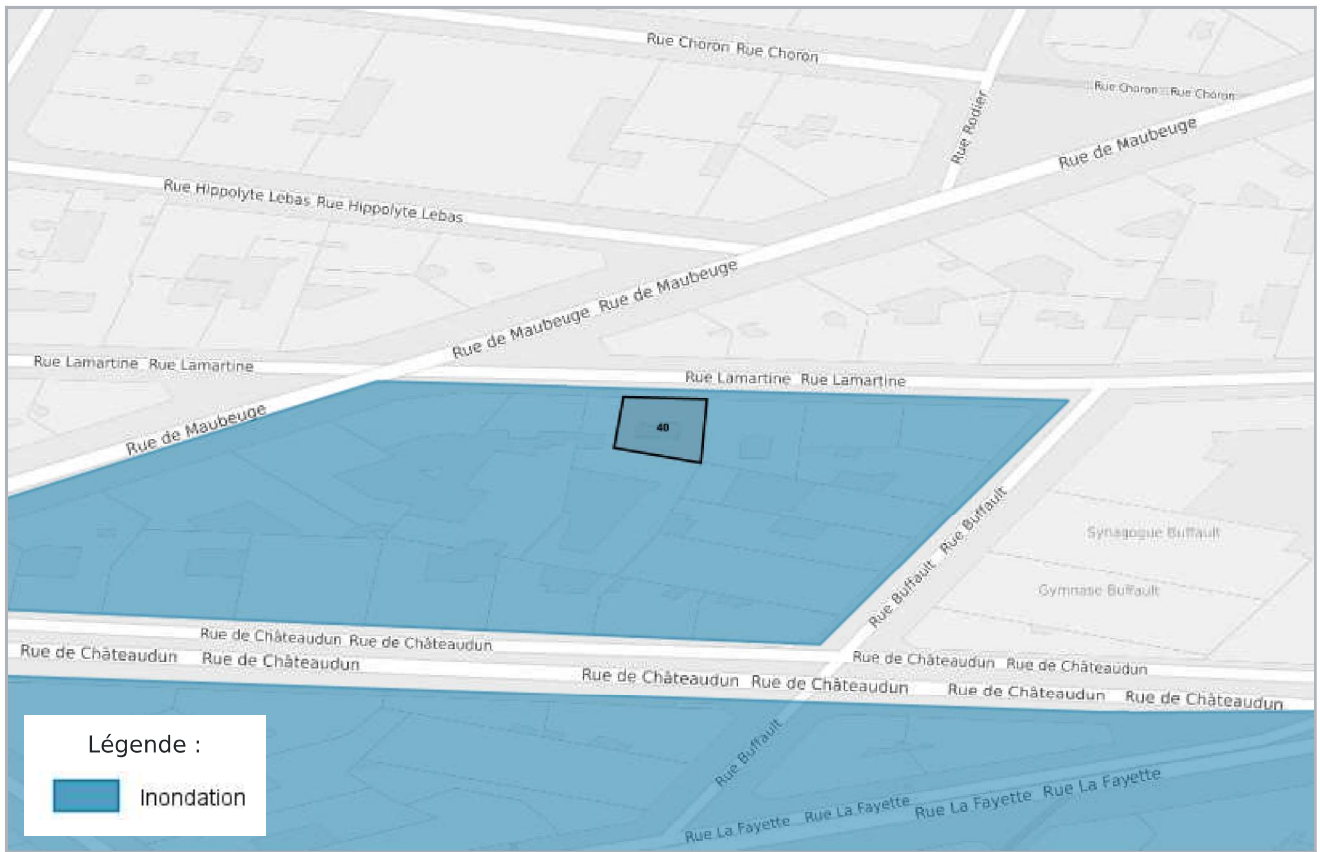 Rue Choron Rue Choron
Rue Choron Rue Choron
Rue Rodier
Rue de Maubeuge
Rue Hippolyte Lebas Rue Hippolyte Lebas
Rue de Maubeuge Rue de Maubeuge
Rue Lamartine Rue Lamartine
Rue Lamartine Rue Lamartine
Rue de Maubeuge
40
Rue Buffault Rue Buffault
Synagogue Buffault
Gymnase Buffault
Rue de Châteaudun Rue de Châteaudun
Rue de Châteaudun Rue de Châteaudun
Rue de Châteaudun Rue de Châteaudun
Rue de Châteaudun Rue de Châteaudun
Rue de Châteaudun Rue de Châteaudun
Rue Buffault
Rue La Fayette Rue La Fayette
Rue La Fayette Rue La Fayette
Légende :
Inondation